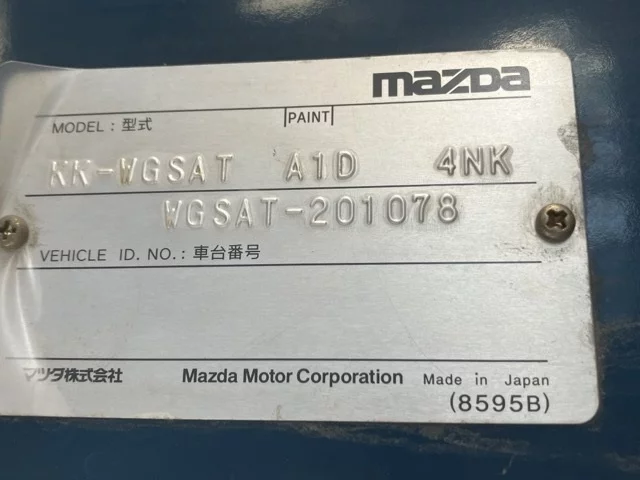 mazda
MODEL : 型式 PAINT
KK-WGSAT A1D 4NK
WGSAT-201078
VEHICLE ID. NO. : 車台番号
マツダ株式会社 Mazda Motor Corporation Made in Japan
(8595B)